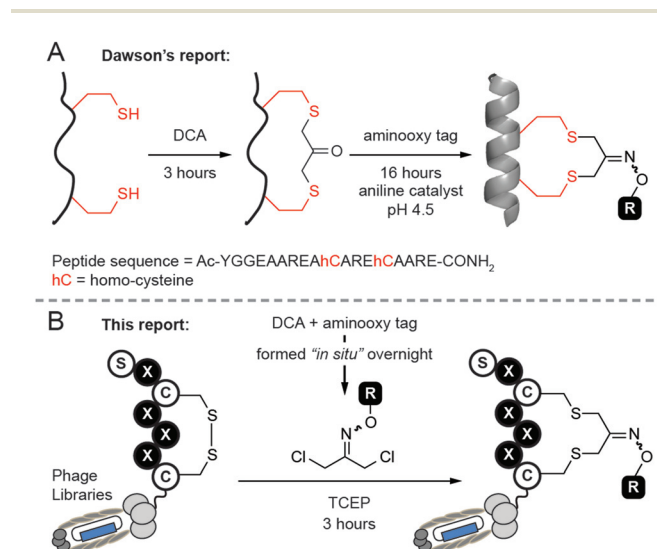 A Dawson's report:
SH
SH
DCA
3 hours
S
O
S
aminooxy tag
16 hours
aniline catalyst
pH 4.5
S
N
O
S
R
Peptide sequence = Ac-YGGEAAREAhCAREhCAARE-CONH₂
hC = homo-cysteine
B This report:
DCA + aminooxy tag
formed "in situ" overnight
S
X
C
X
X
X
C
S
S
Phage
Libraries
R
O
N
Cl
Cl
TCEP
3 hours
S
X
C
X
X
X
C
S
S
N
O
R